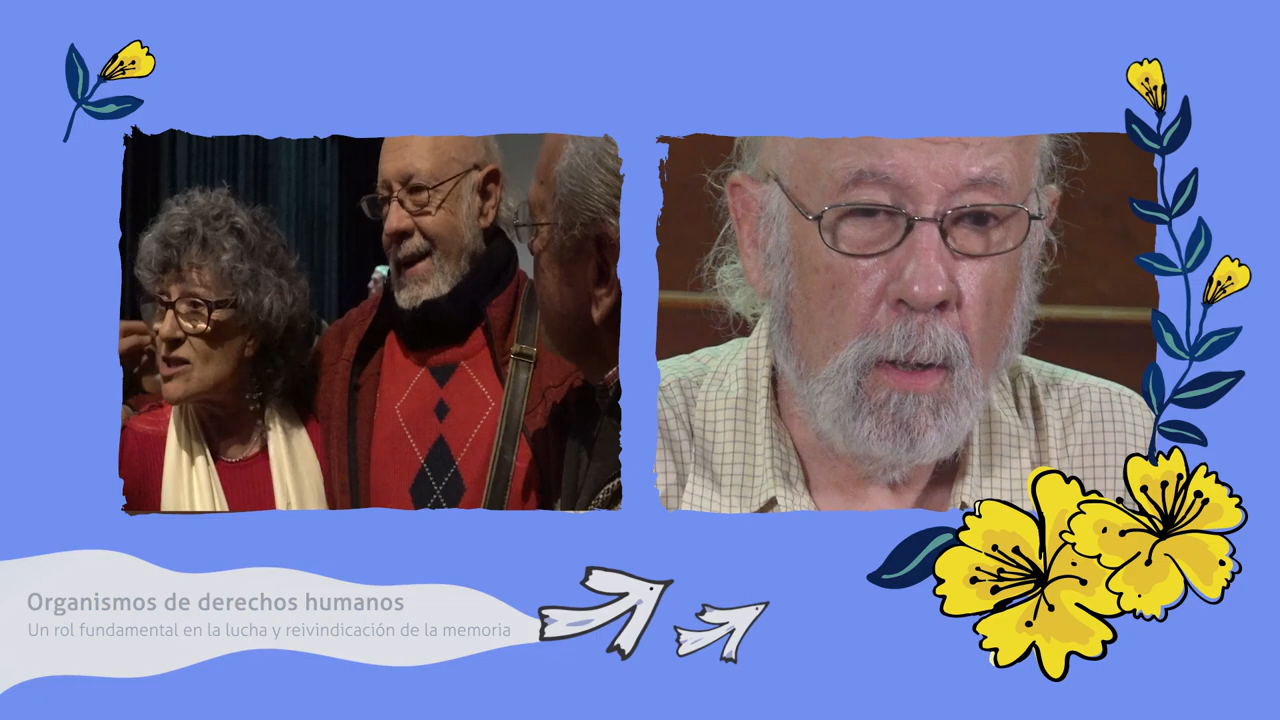 Organismos de derechos humanos
Un rol fundamental en la lucha y reivindicación de la memoria